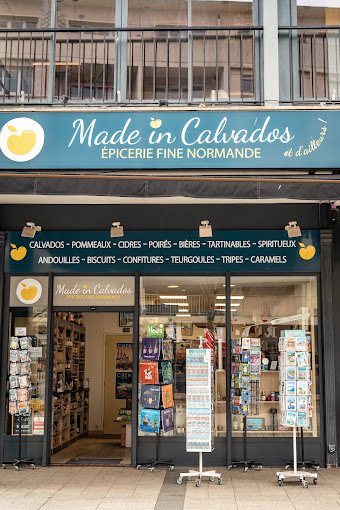 Made in Calvados
ÉPICERIE FINE NORMANDE
et d'ailleurs !
CALVADOS - POMMEAUX - CIDRES - POIRÉS - BIÈRES - TARTINABLES - SPIRITUEUX
ANDOUILLES - BISCUITS - CONFITURES - TEURGOULES - TRIPES - CARAMELS
Made in Calvados
ÉPICERIE FINE NORMANDE